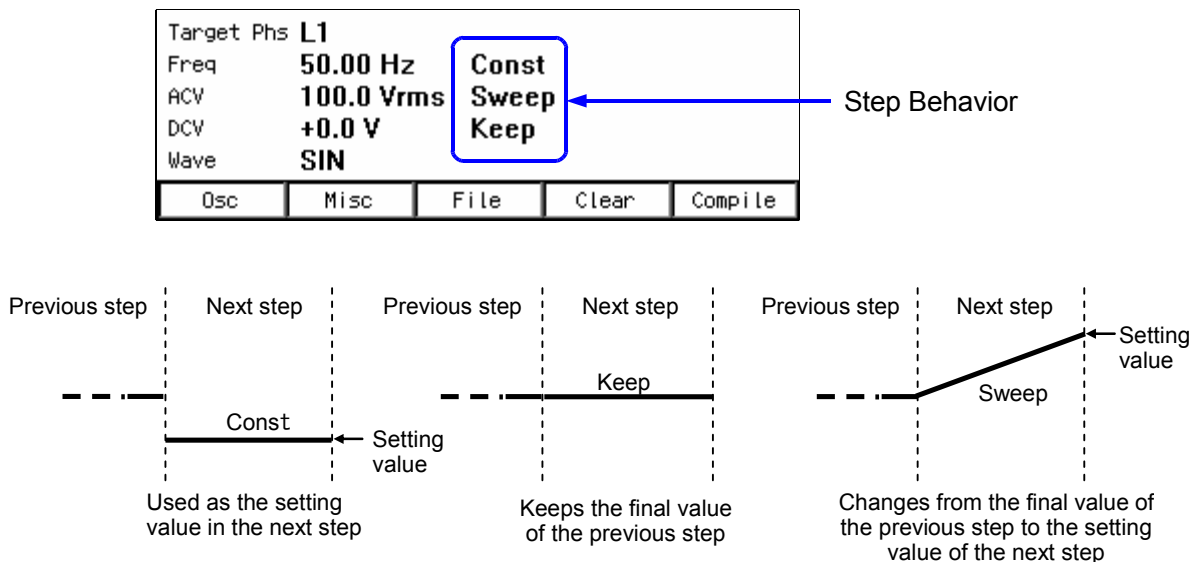 Target Phs L1
Freq 50.00 Hz Const
ACV 100.0 Vrms Sweep
DCV +0.0 V Keep
Wave SIN
Step Behavior
Osc Misc File Clear Compile
Previous step Next step
Const
Setting
value
Used as the setting
value in the next step
Previous step Next step
Keep
Keeps the final value
of the previous step
Previous step Next step
Sweep
Setting
value
Changes from the final value of
the previous step to the setting
value of the next step